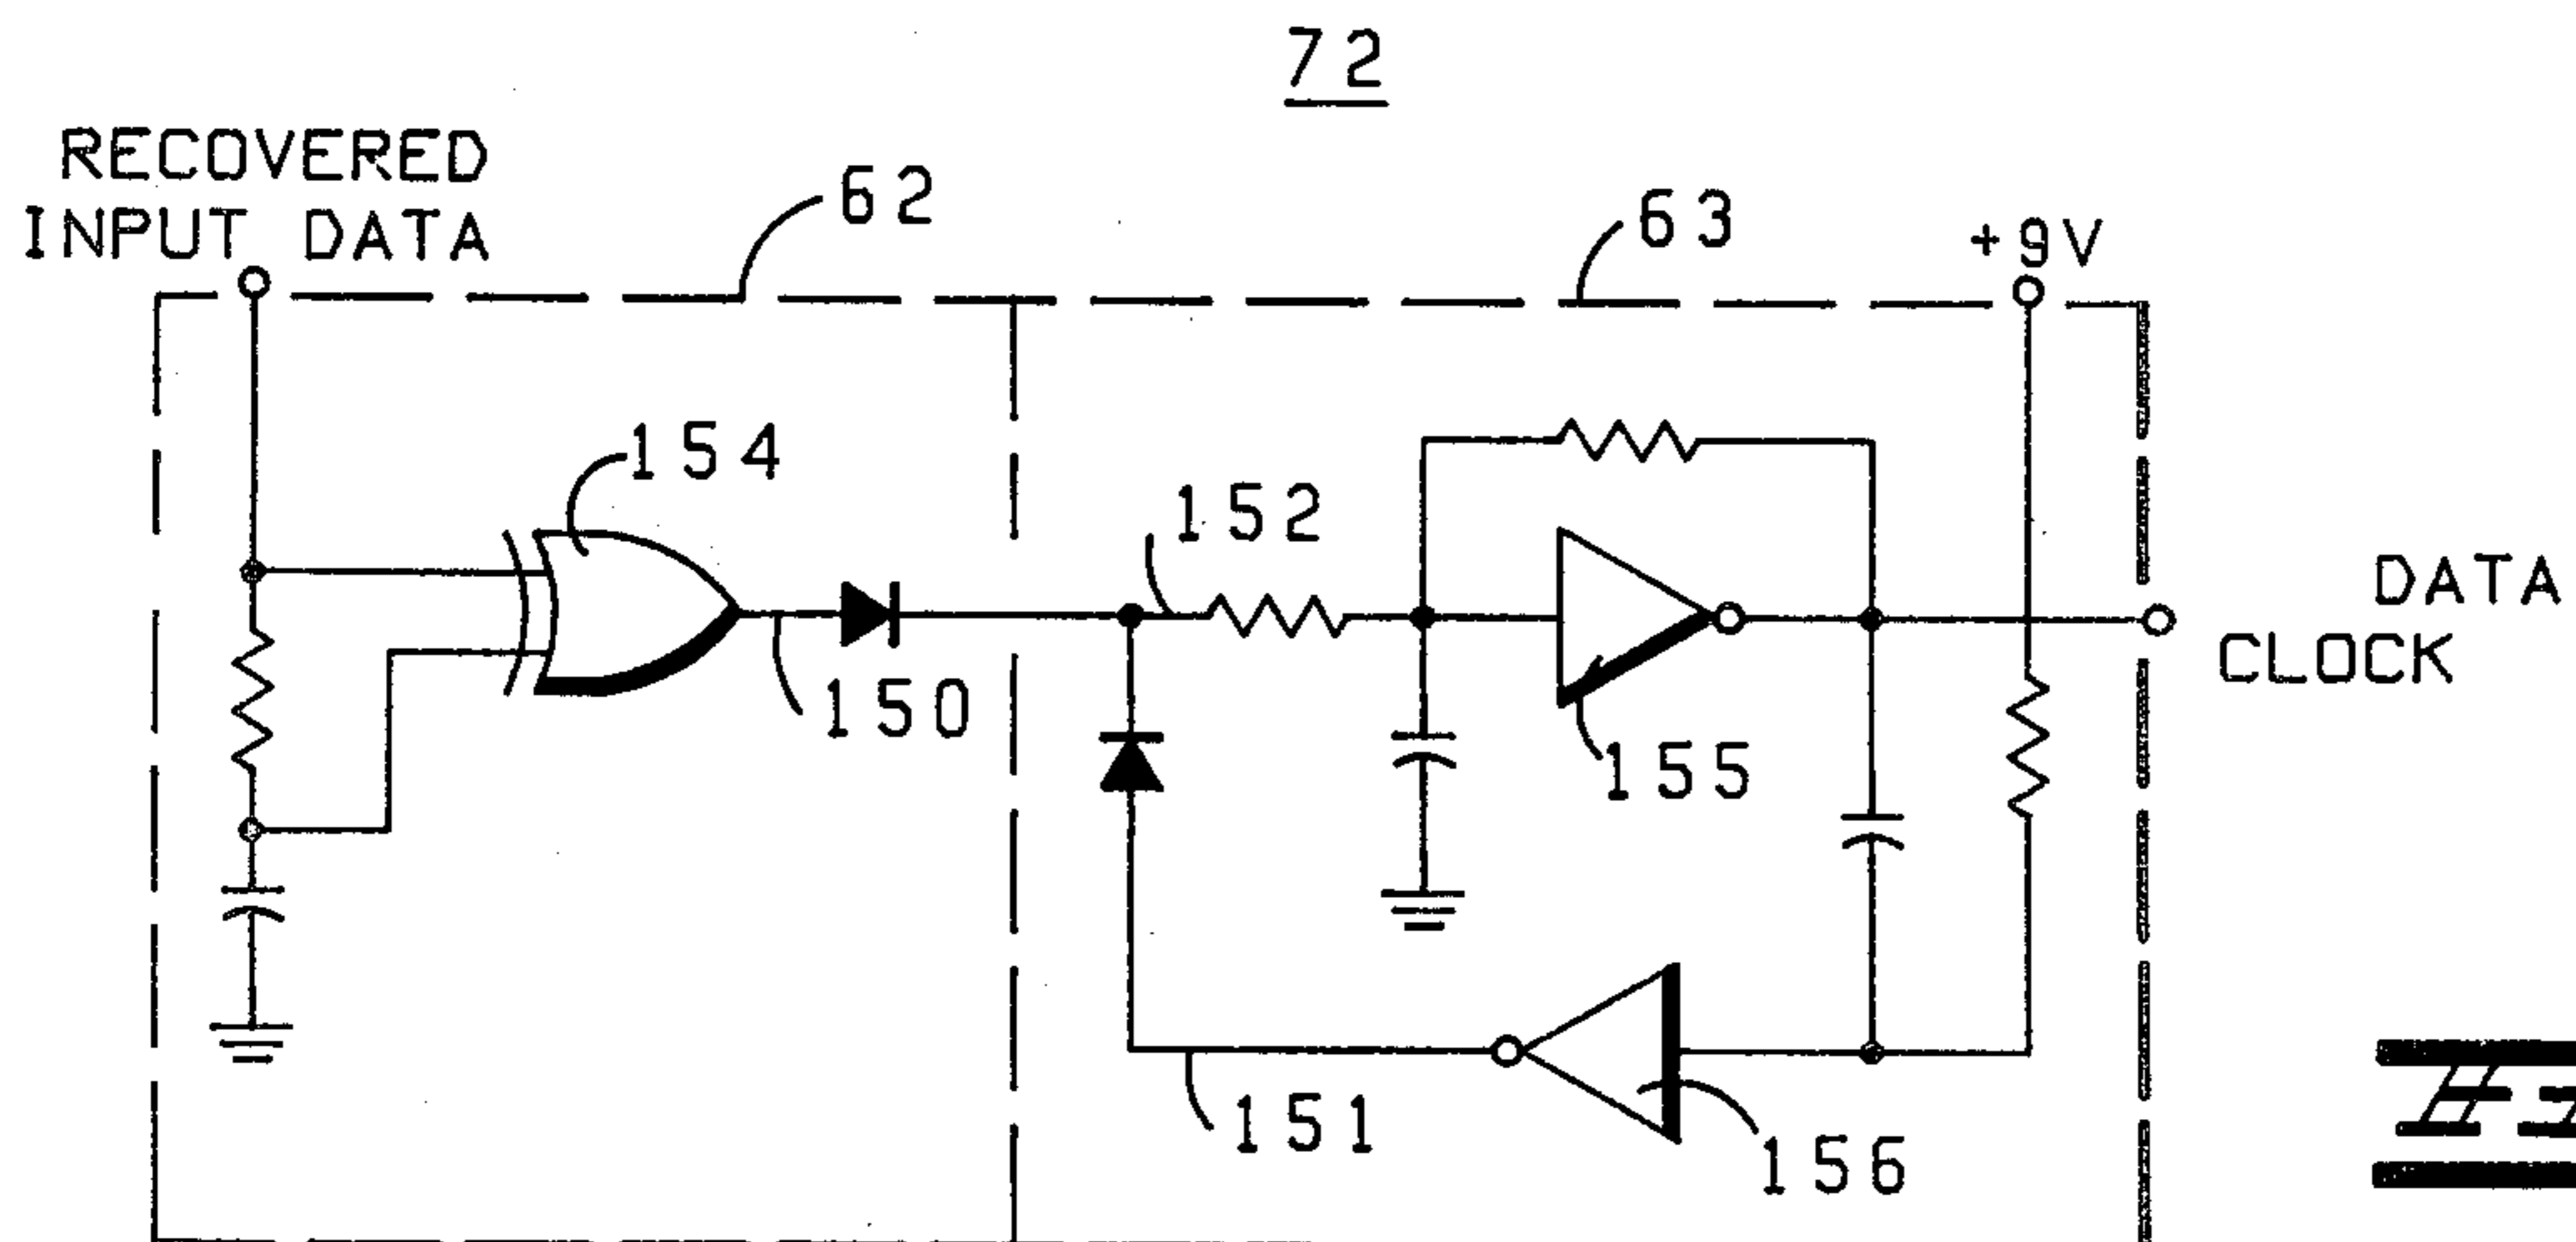 72
RECOVERED
INPUT DATA
62
63
+9V
154
152
DATA
CLOCK
150
155
151
156